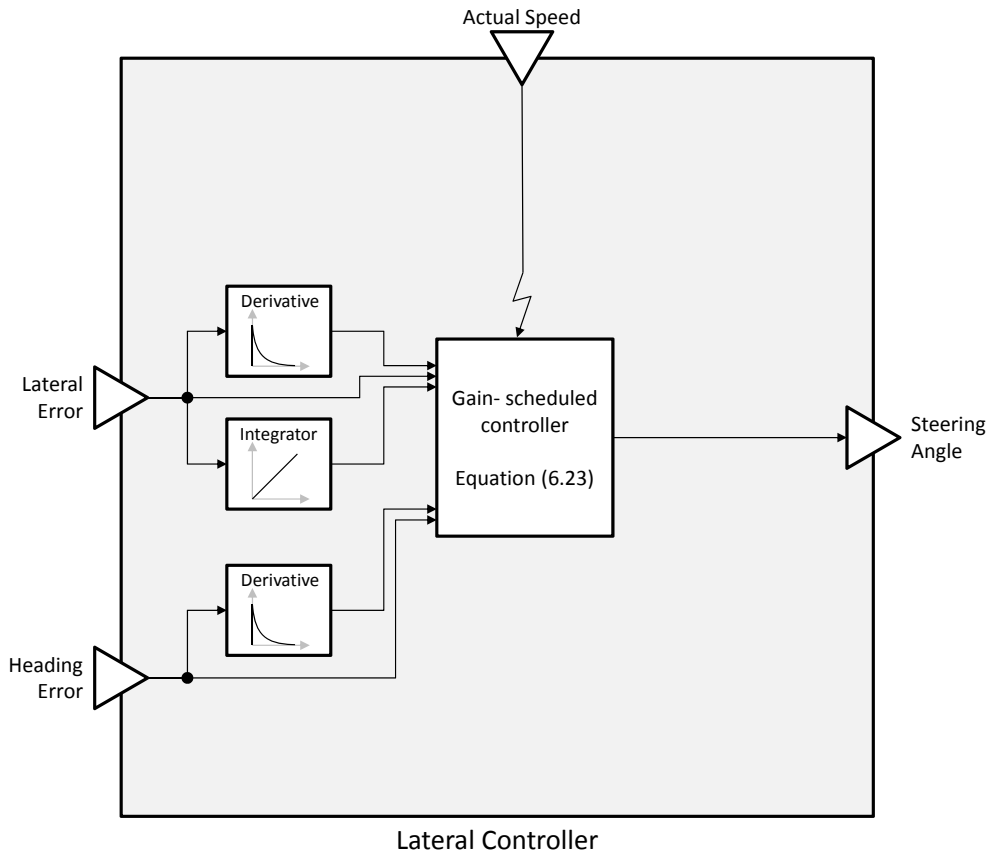 Actual Speed
Derivative
Lateral
Error
Integrator
Gain- scheduled
controller
Equation (6.23)
Steering
Angle
Derivative
Heading
Error
Lateral Controller